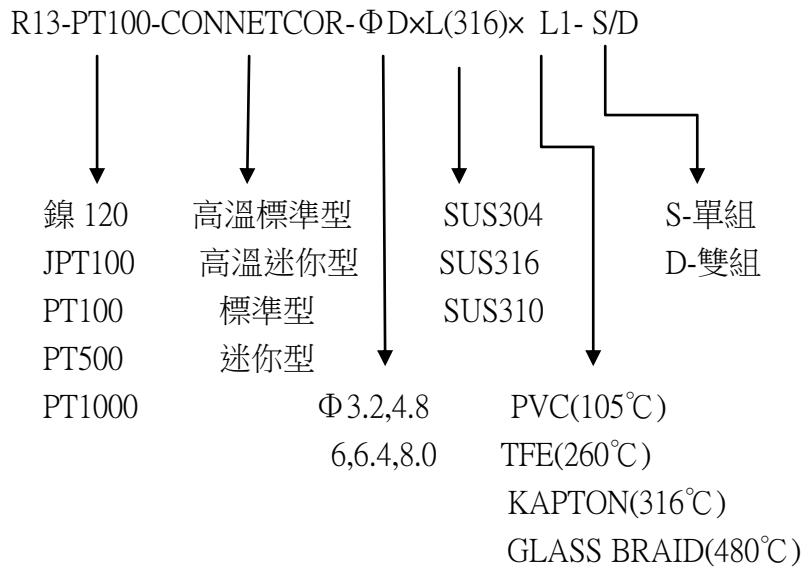 R13-PT100-CONNETCOR-ΦD×L(316)× L1- S/D
鎳 120 高溫標準型 SUS304 S-單組
JPT100 高溫迷你型 SUS316 D-雙組
PT100 標準型 SUS310
PT500 迷你型
PT1000 Φ3.2,4.8 PVC(105℃)
6,6.4,8.0 TFE(260℃)
KAPTON(316℃)
GLASS BRAID(480℃)